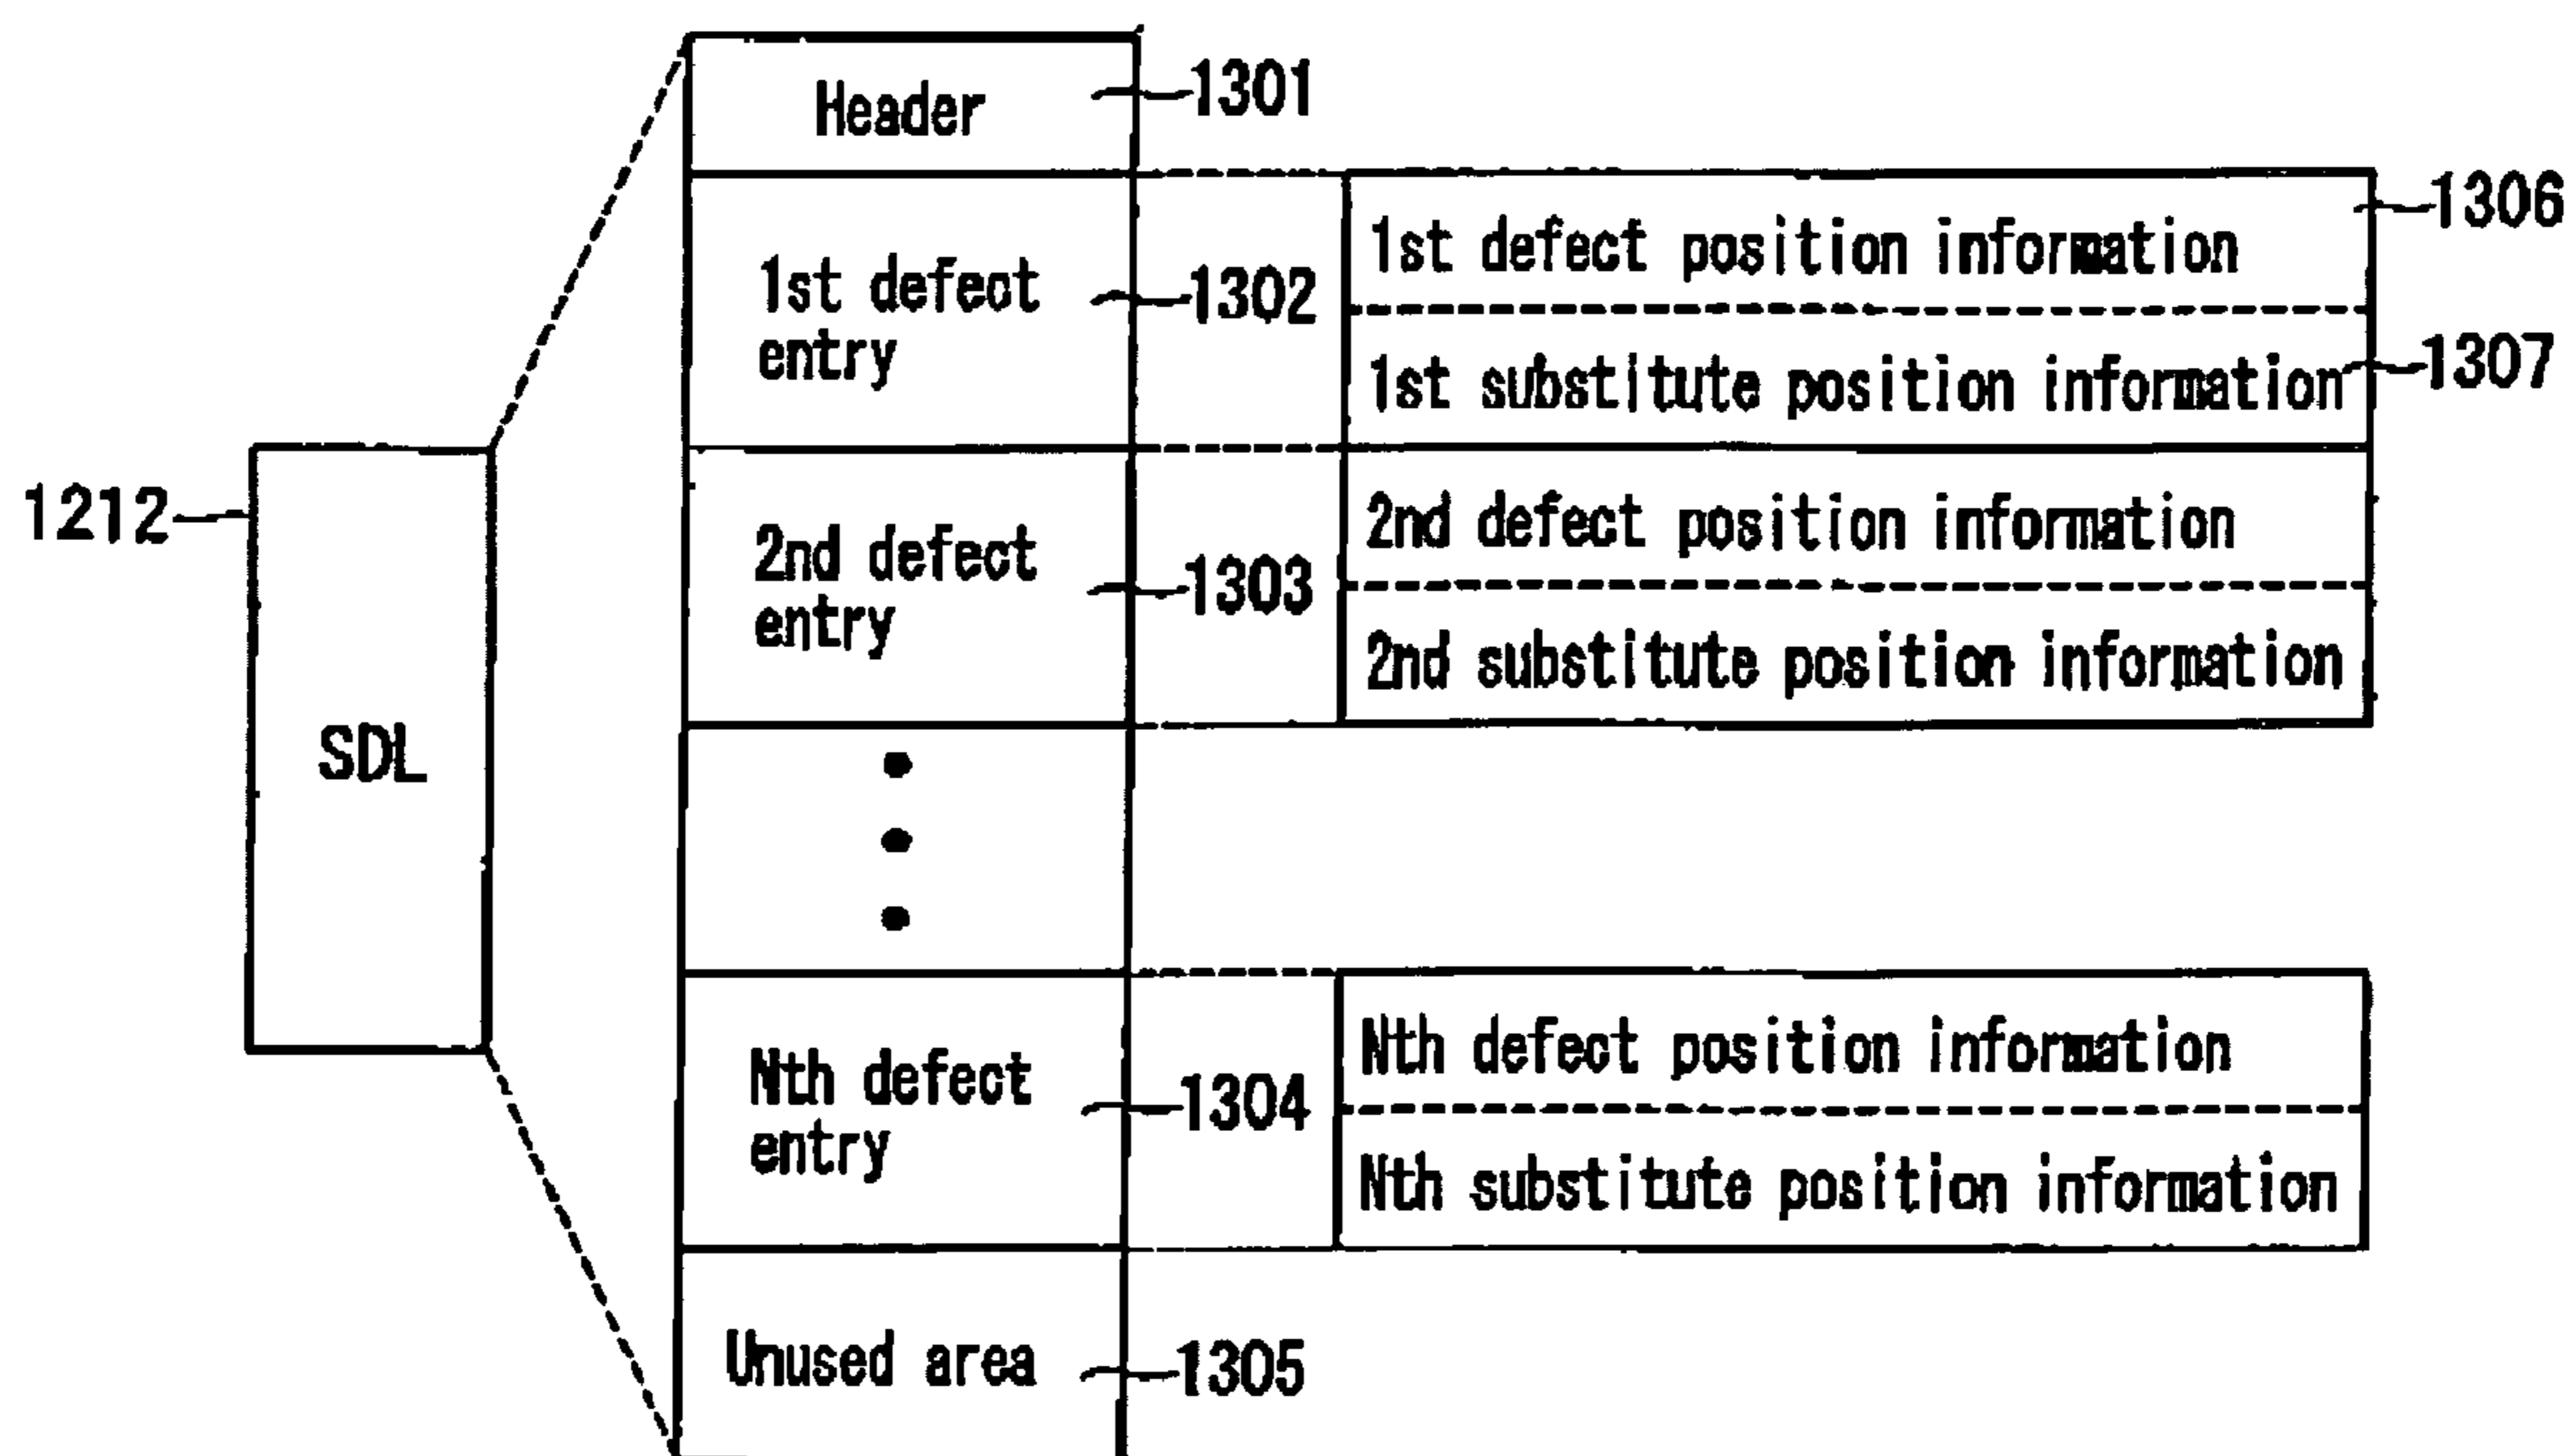 Header
1301
1306
1st defect position information
1st defect
entry
1302
1st substitute position information
1307
1212
2nd defect position information
2nd defect
entry
1303
2nd substitute position information
SDL
Nth defect position information
Nth defect
entry
1304
Nth substitute position information
Unused area
1305